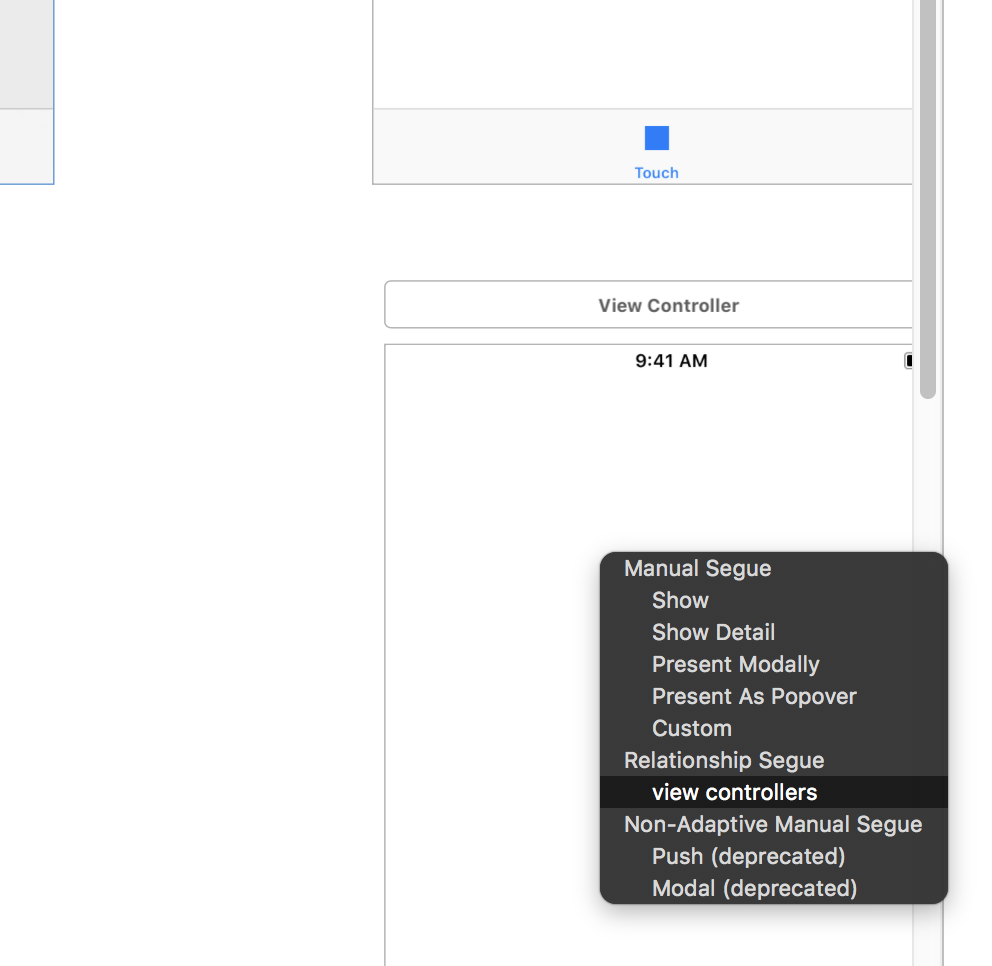 Touch
View Controller
9:41 AM
Manual Segue
Show
Show Detail
Present Modally
Present As Popover
Custom
Relationship Segue
view controllers
Non-Adaptive Manual Segue
Push (deprecated)
Modal (deprecated)